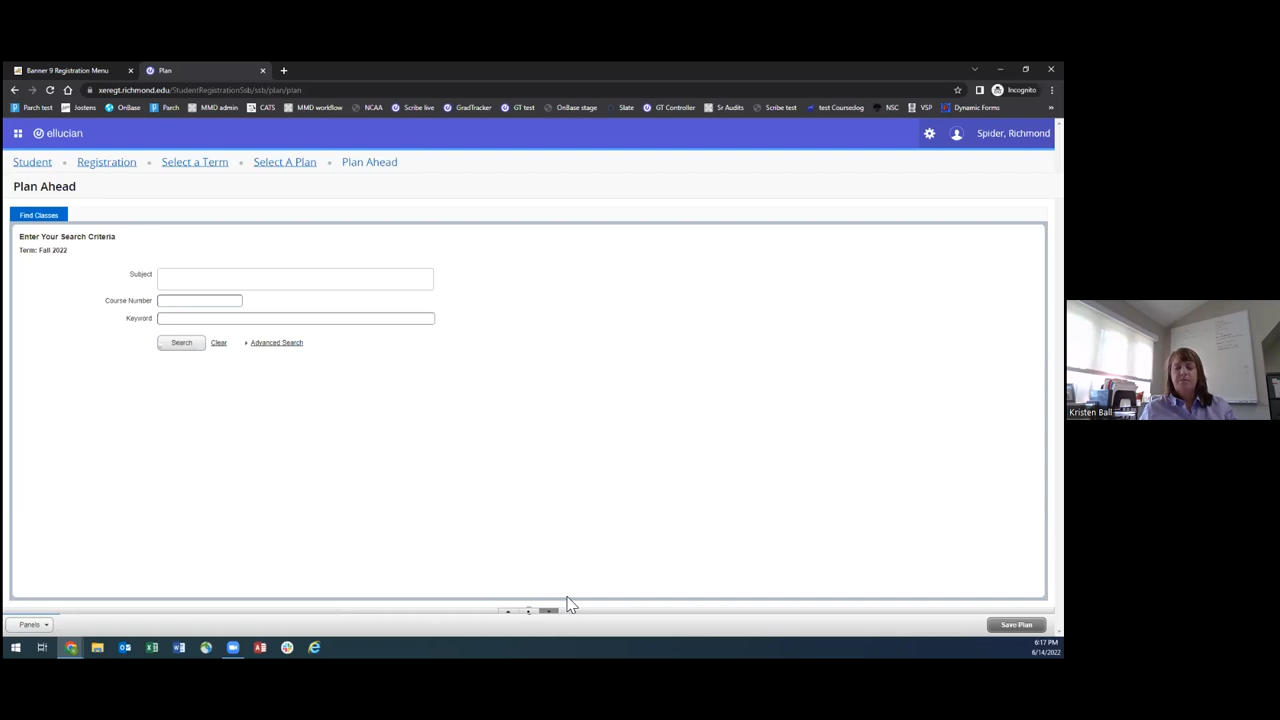 Banner 9 Registration Menu
Plan
xeregt.richmond.edu/StudentRegistrationSsb/ssb/plan/plan
Incognito
Parch test Jostens OnBase Parch MMD admin CATS MMD workflow NCAA Scribe live GradTracker GT test OnBase stage Slate GT Controller Sr Audits Scribe test test Coursedog NSC VSP Dynamic Forms »
ellucian
Spider, Richmond
Student • Registration • Select a Term • Select A Plan • Plan Ahead
Plan Ahead
Find Classes
Enter Your Search Criteria
Term: Fall 2022
Subject
Course Number
Keyword
Search Clear Advanced Search
Kristen Ball
Panels
Save Plan
6:17 PM
6/14/2022